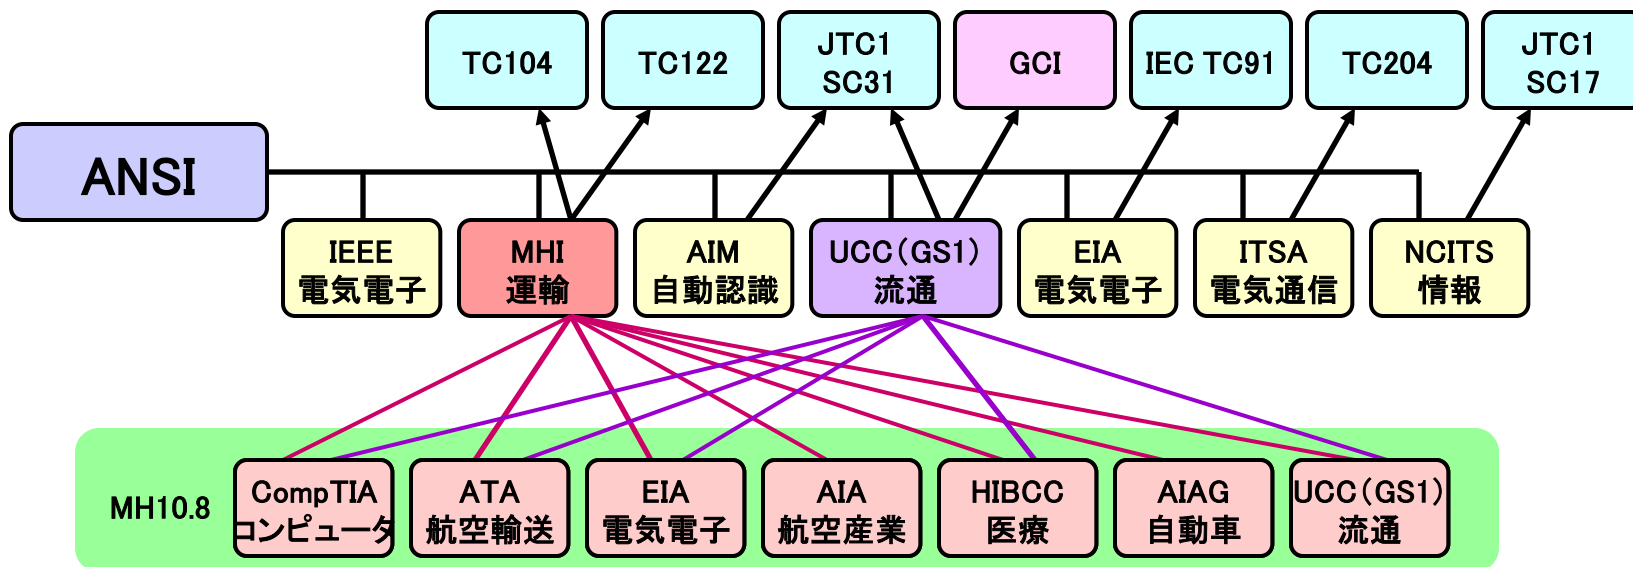 TC104
TC122
JTC1
SC31
GCI
IEC TC91
TC204
JTC1
SC17
ANSI
IEEE
電気電子
MHI
運輸
AIM
自動認識
UCC(GS1)
流通
EIA
電気電子
ITSA
電気通信
NCITS
情報
MH10.8
CompTIA
コンピュータ
ATA
航空輸送
EIA
電気電子
AIA
航空産業
HIBCC
医療
AIAG
自動車
UCC(GS1)
流通